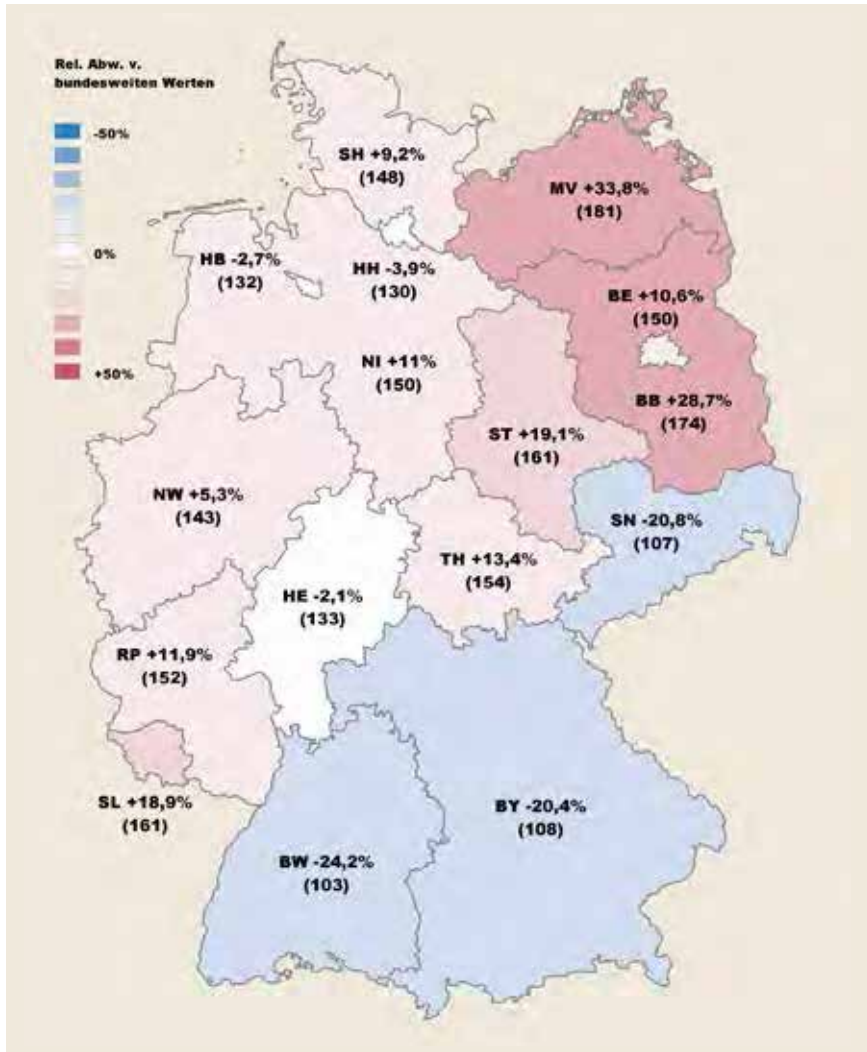 Rel. Abw. v.
bundesweiten Werten
-50%
0%
+50%
SH +9,2%
(148)
MV +33,8%
(181)
HB -2,7%
(132)
HH -3,9%
(130)
BE +10,6%
(150)
NI +11%
(150)
BB +28,7%
(174)
ST +19,1%
(161)
NW +5,3%
(143)
SN -20,8%
(107)
TH +13,4%
(154)
HE -2,1%
(133)
RP +11,9%
(152)
SL +18,9%
(161)
BY -20,4%
(108)
BW -24,2%
(103)